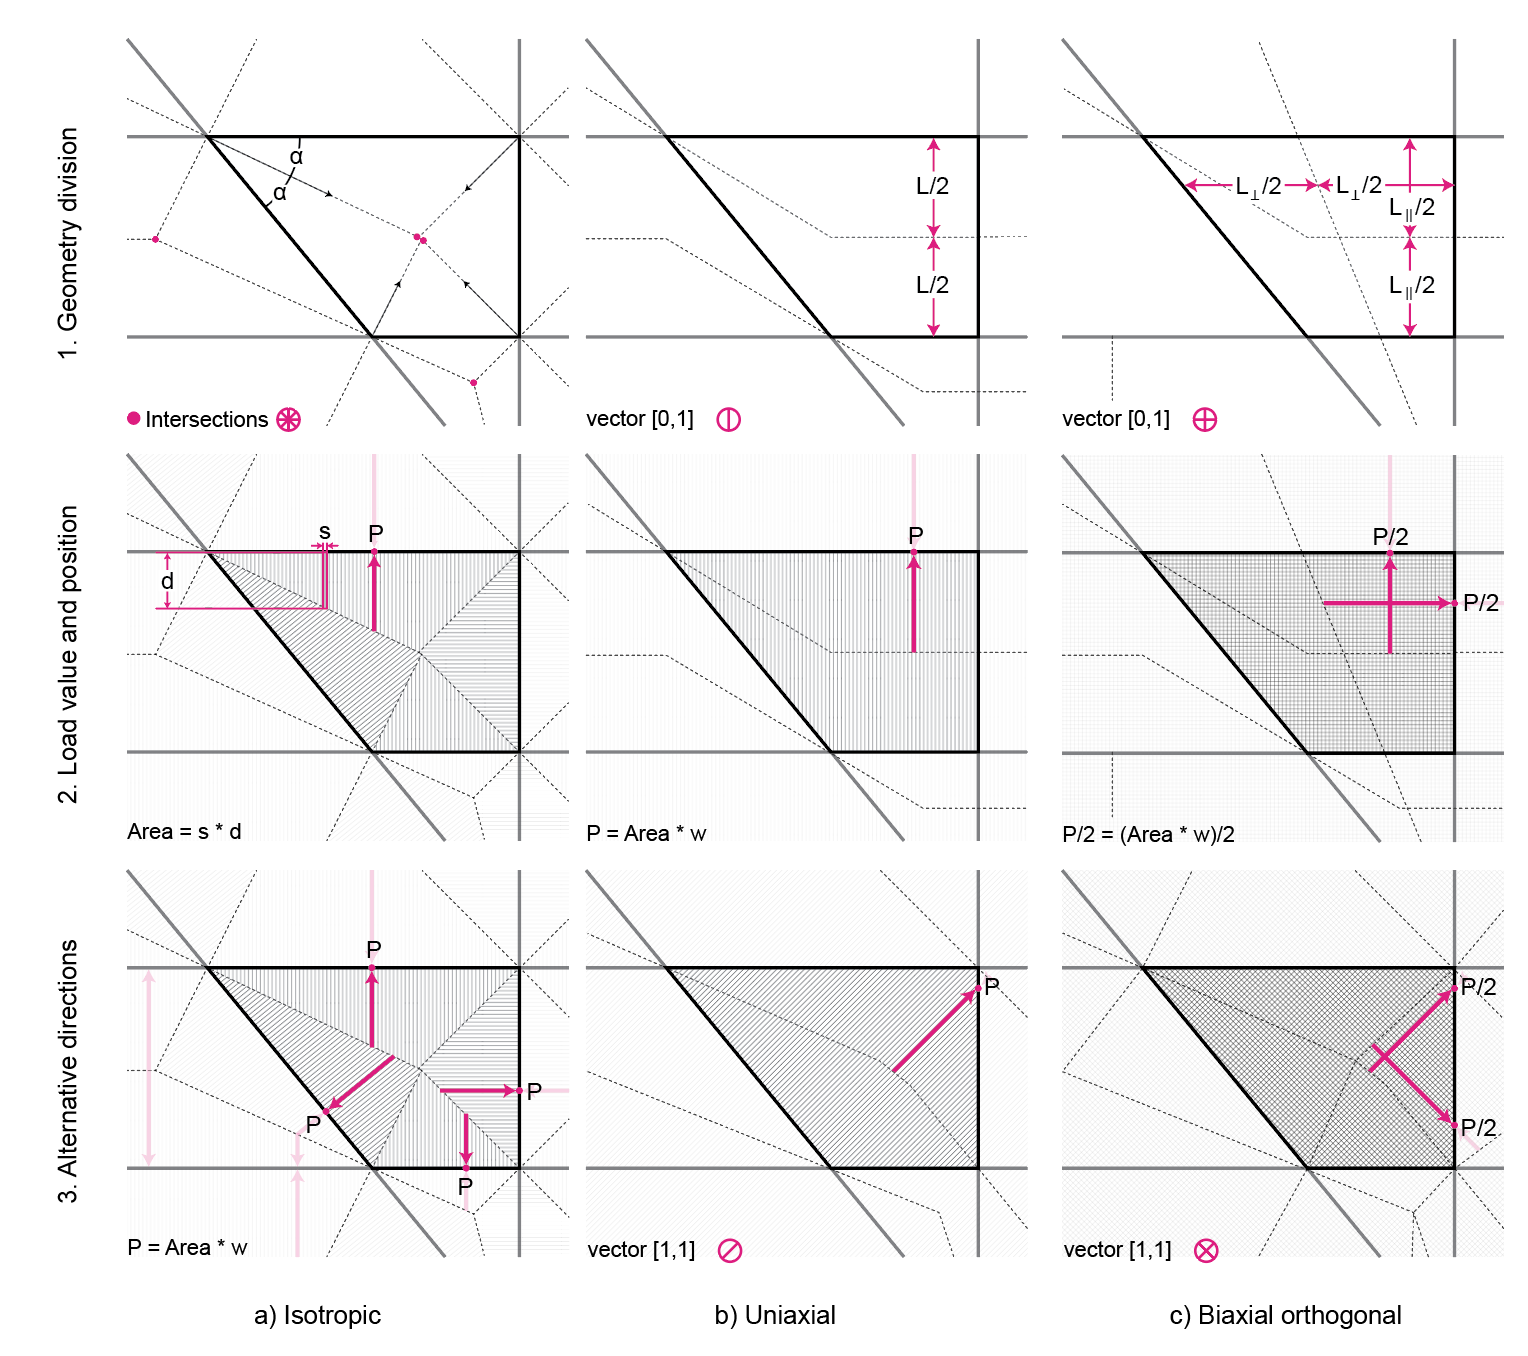 1. Geometry division
α
α
Intersections
L/2
L/2
vector [0,1]
L⊥/2
L⊥/2
L||/2
L||/2
vector [0,1]
2. Load value and position
s
P
d
Area = s * d
P
P = Area * w
P/2
P/2
P/2 = (Area * w)/2
3. Alternative directions
P
P
P
P
P = Area * w
P
vector [1,1]
P/2
P/2
vector [1,1]
a) Isotropic
b) Uniaxial
c) Biaxial orthogonal